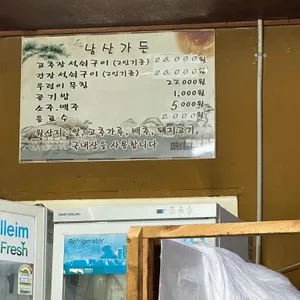 남산가든
고추장 석쇠구이 (2인기준) 26,000원
간장 석쇠구이 (2인기준) 26,000원
우렁이 무침 22,000원
공기밥 1,000원
소주.맥주 5,000원
음료수 2,000원
원산지: 쌀, 고추가루, 배추, 돼지고기,
국내산을 사용합니다
lleim
Fresh
Refrigerator